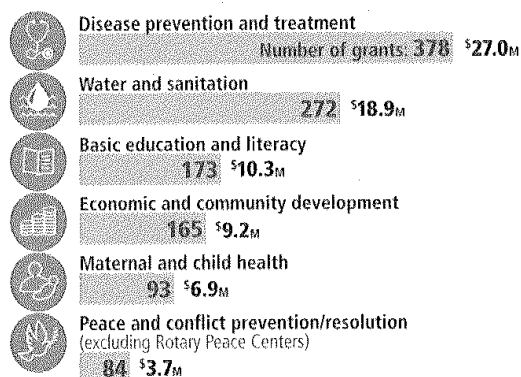 Disease prevention and treatment
Number of grants: 378 $27.0M
Water and sanitation
272 $18.9M
Basic education and literacy
173 $10.3M
Economic and community development
165 $9.2M
Maternal and child health
93 $6.9M
Peace and conflict prevention/resolution
(excluding Rotary Peace Centers)
84 $3.7M